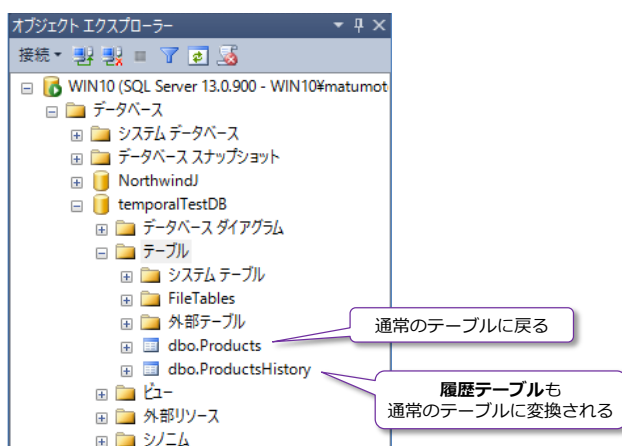 オブジェクト エクスプローラー
接続
WIN10 (SQL Server 13.0.900 - WIN10¥matumot
データベース
システム データベース
データベース スナップショット
NorthwindJ
temporalTestDB
データベース ダイアグラム
テーブル
システム テーブル
FileTables
外部テーブル
dbo.Products
dbo.ProductsHistory
ビュー
外部リソース
シノニム
通常のテーブルに戻る
履歴テーブルも
通常のテーブルに変換される